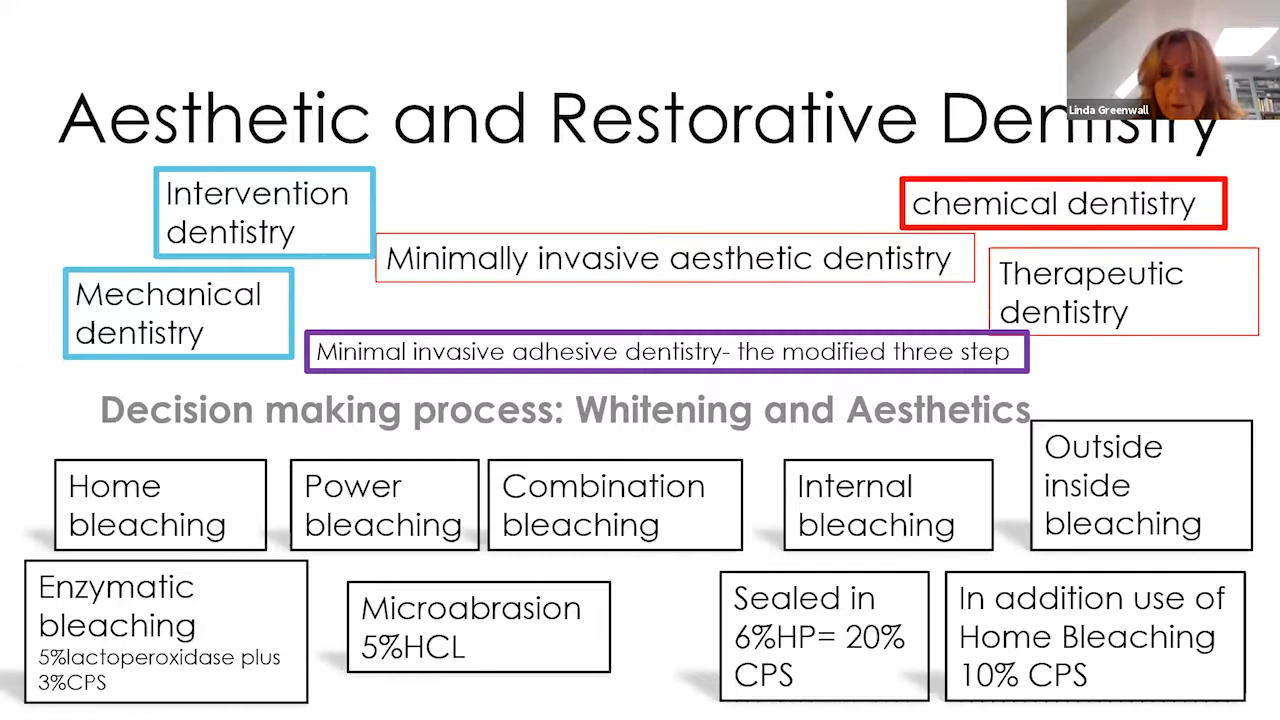 Aesthetic and Restorative Dentistry
Linda Greenwall
Intervention
dentistry
chemical dentistry
Minimally invasive aesthetic dentistry
Therapeutic
dentistry
Mechanical
dentistry
Minimal invasive adhesive dentistry- the modified three step
Decision making process: Whitening and Aesthetics
Home
bleaching
Power
bleaching
Combination
bleaching
Internal
bleaching
Outside
inside
bleaching
Enzymatic
bleaching
5%lactoperoxidase plus
3%CPS
Microabrasion
5%HCL
Sealed in
6%HP= 20%
CPS
In addition use of
Home Bleaching
10% CPS